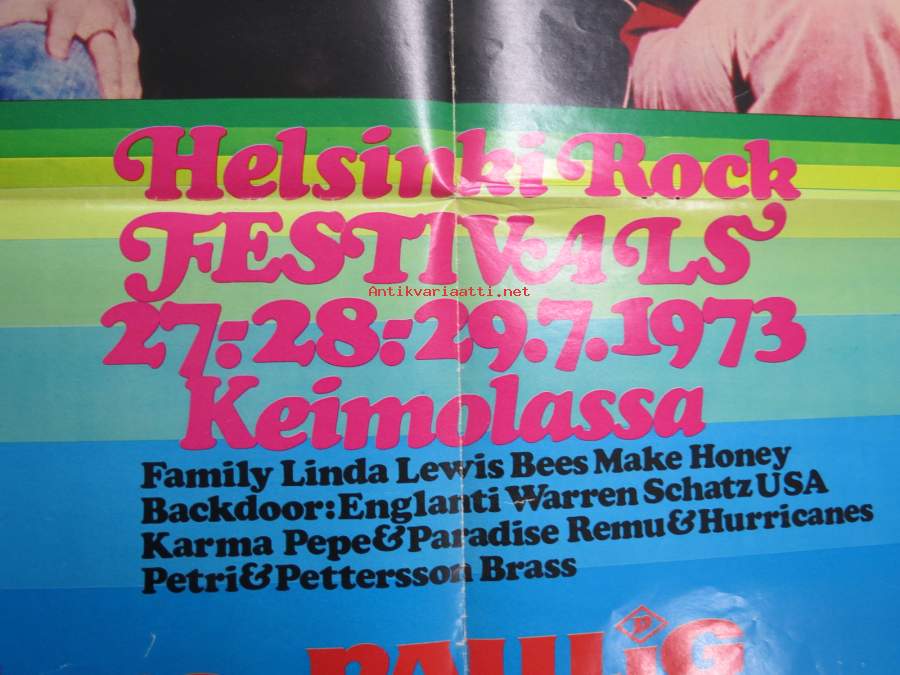 Helsinki Rock
FESTIVALS
Antikvariaatti.net
27:28:29.7.1973
Keimolassa
Family Linda Lewis Bees Make Honey
Backdoor:Englanti Warren Schatz USA
Karma Pepe&Paradise Remu&Hurricanes
Petri&Pettersson Brass
PAULiG